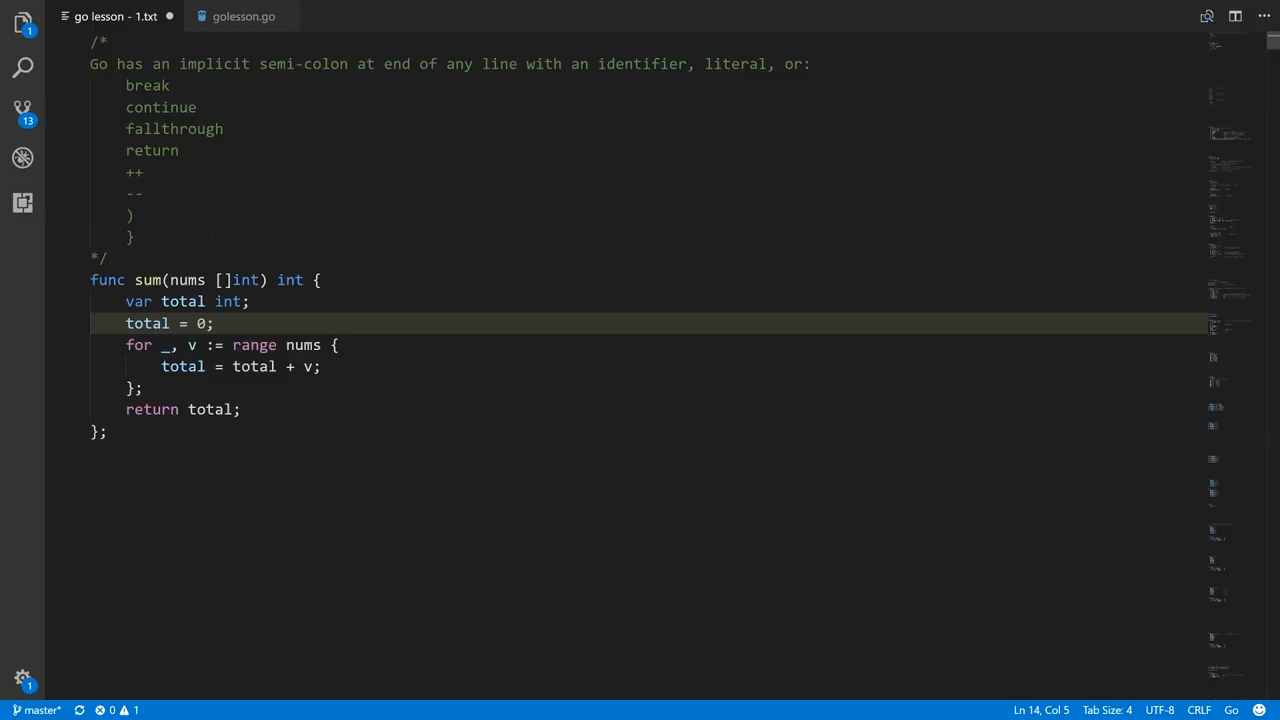 go lesson - 1.txt
golesson.go
/*
Go has an implicit semi-colon at end of any line with an identifier, literal, or:
break
continue
fallthrough
return
++
--
)
}
*/
func sum(nums []int) int {
var total int;
total = 0;
for _, v := range nums {
total = total + v;
};
return total;
};
1
13
1
master*
0
1
Ln 14, Col 5
Tab Size: 4
UTF-8
CRLF
Go